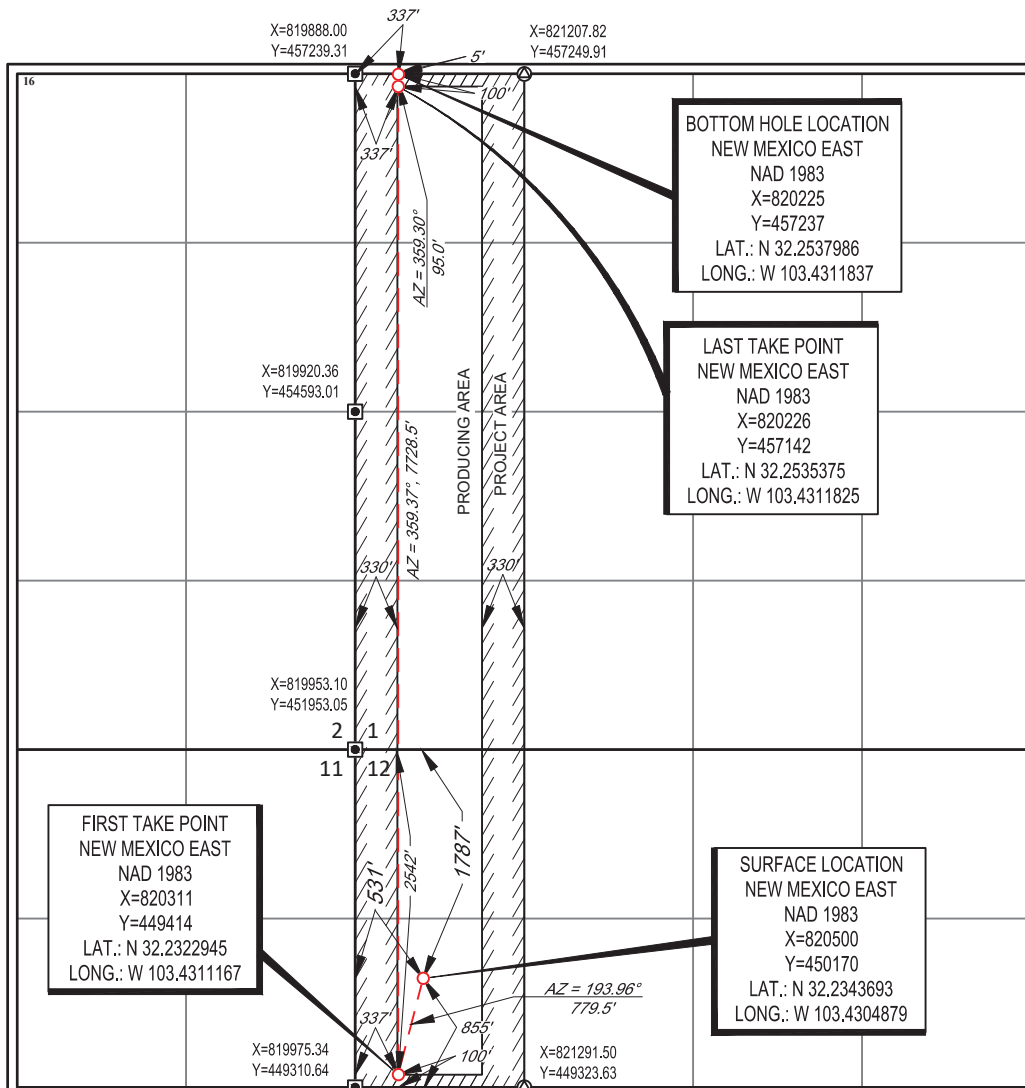 337'
X=819888.00
Y=457239.31
X=821207.82
Y=457249.91
5'
16
100'
337'
BOTTOM HOLE LOCATION
NEW MEXICO EAST
NAD 1983
X=820225
Y=457237
LAT.: N 32.2537986
LONG.: W 103.4311837
AZ = 359.30°
95.0'
LAST TAKE POINT
NEW MEXICO EAST
NAD 1983
X=820226
Y=457142
LAT.: N 32.2535375
LONG.: W 103.4311825
X=819920.36
Y=454593.01
PRODUCING AREA
PROJECT AREA
AZ = 359.37°, 7728.5'
330'
330'
X=819953.10
Y=451953.05
2 1
11 12
FIRST TAKE POINT
NEW MEXICO EAST
NAD 1983
X=820311
Y=449414
LAT.: N 32.2322945
LONG.: W 103.4311167
531'
2542'
1787'
SURFACE LOCATION
NEW MEXICO EAST
NAD 1983
X=820500
Y=450170
LAT.: N 32.2343693
LONG.: W 103.4304879
AZ = 193.96°
779.5'
337'
855'
100'
X=819975.34
Y=449310.64
X=821291.50
Y=449323.63